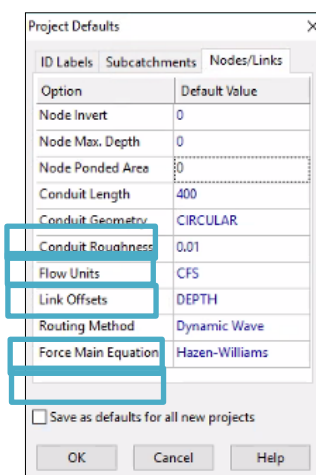 Project Defaults
ID Labels Subcatchments Nodes/Links
Option Default Value
Node Invert 0
Node Max. Depth 0
Node Ponded Area 0
Conduit Length 400
Conduit Geometry CIRCULAR
Conduit Roughness 0.01
Flow Units CFS
Link Offsets DEPTH
Routing Method Dynamic Wave
Force Main Equation Hazen-Williams
Save as defaults for all new projects
OK Cancel Help